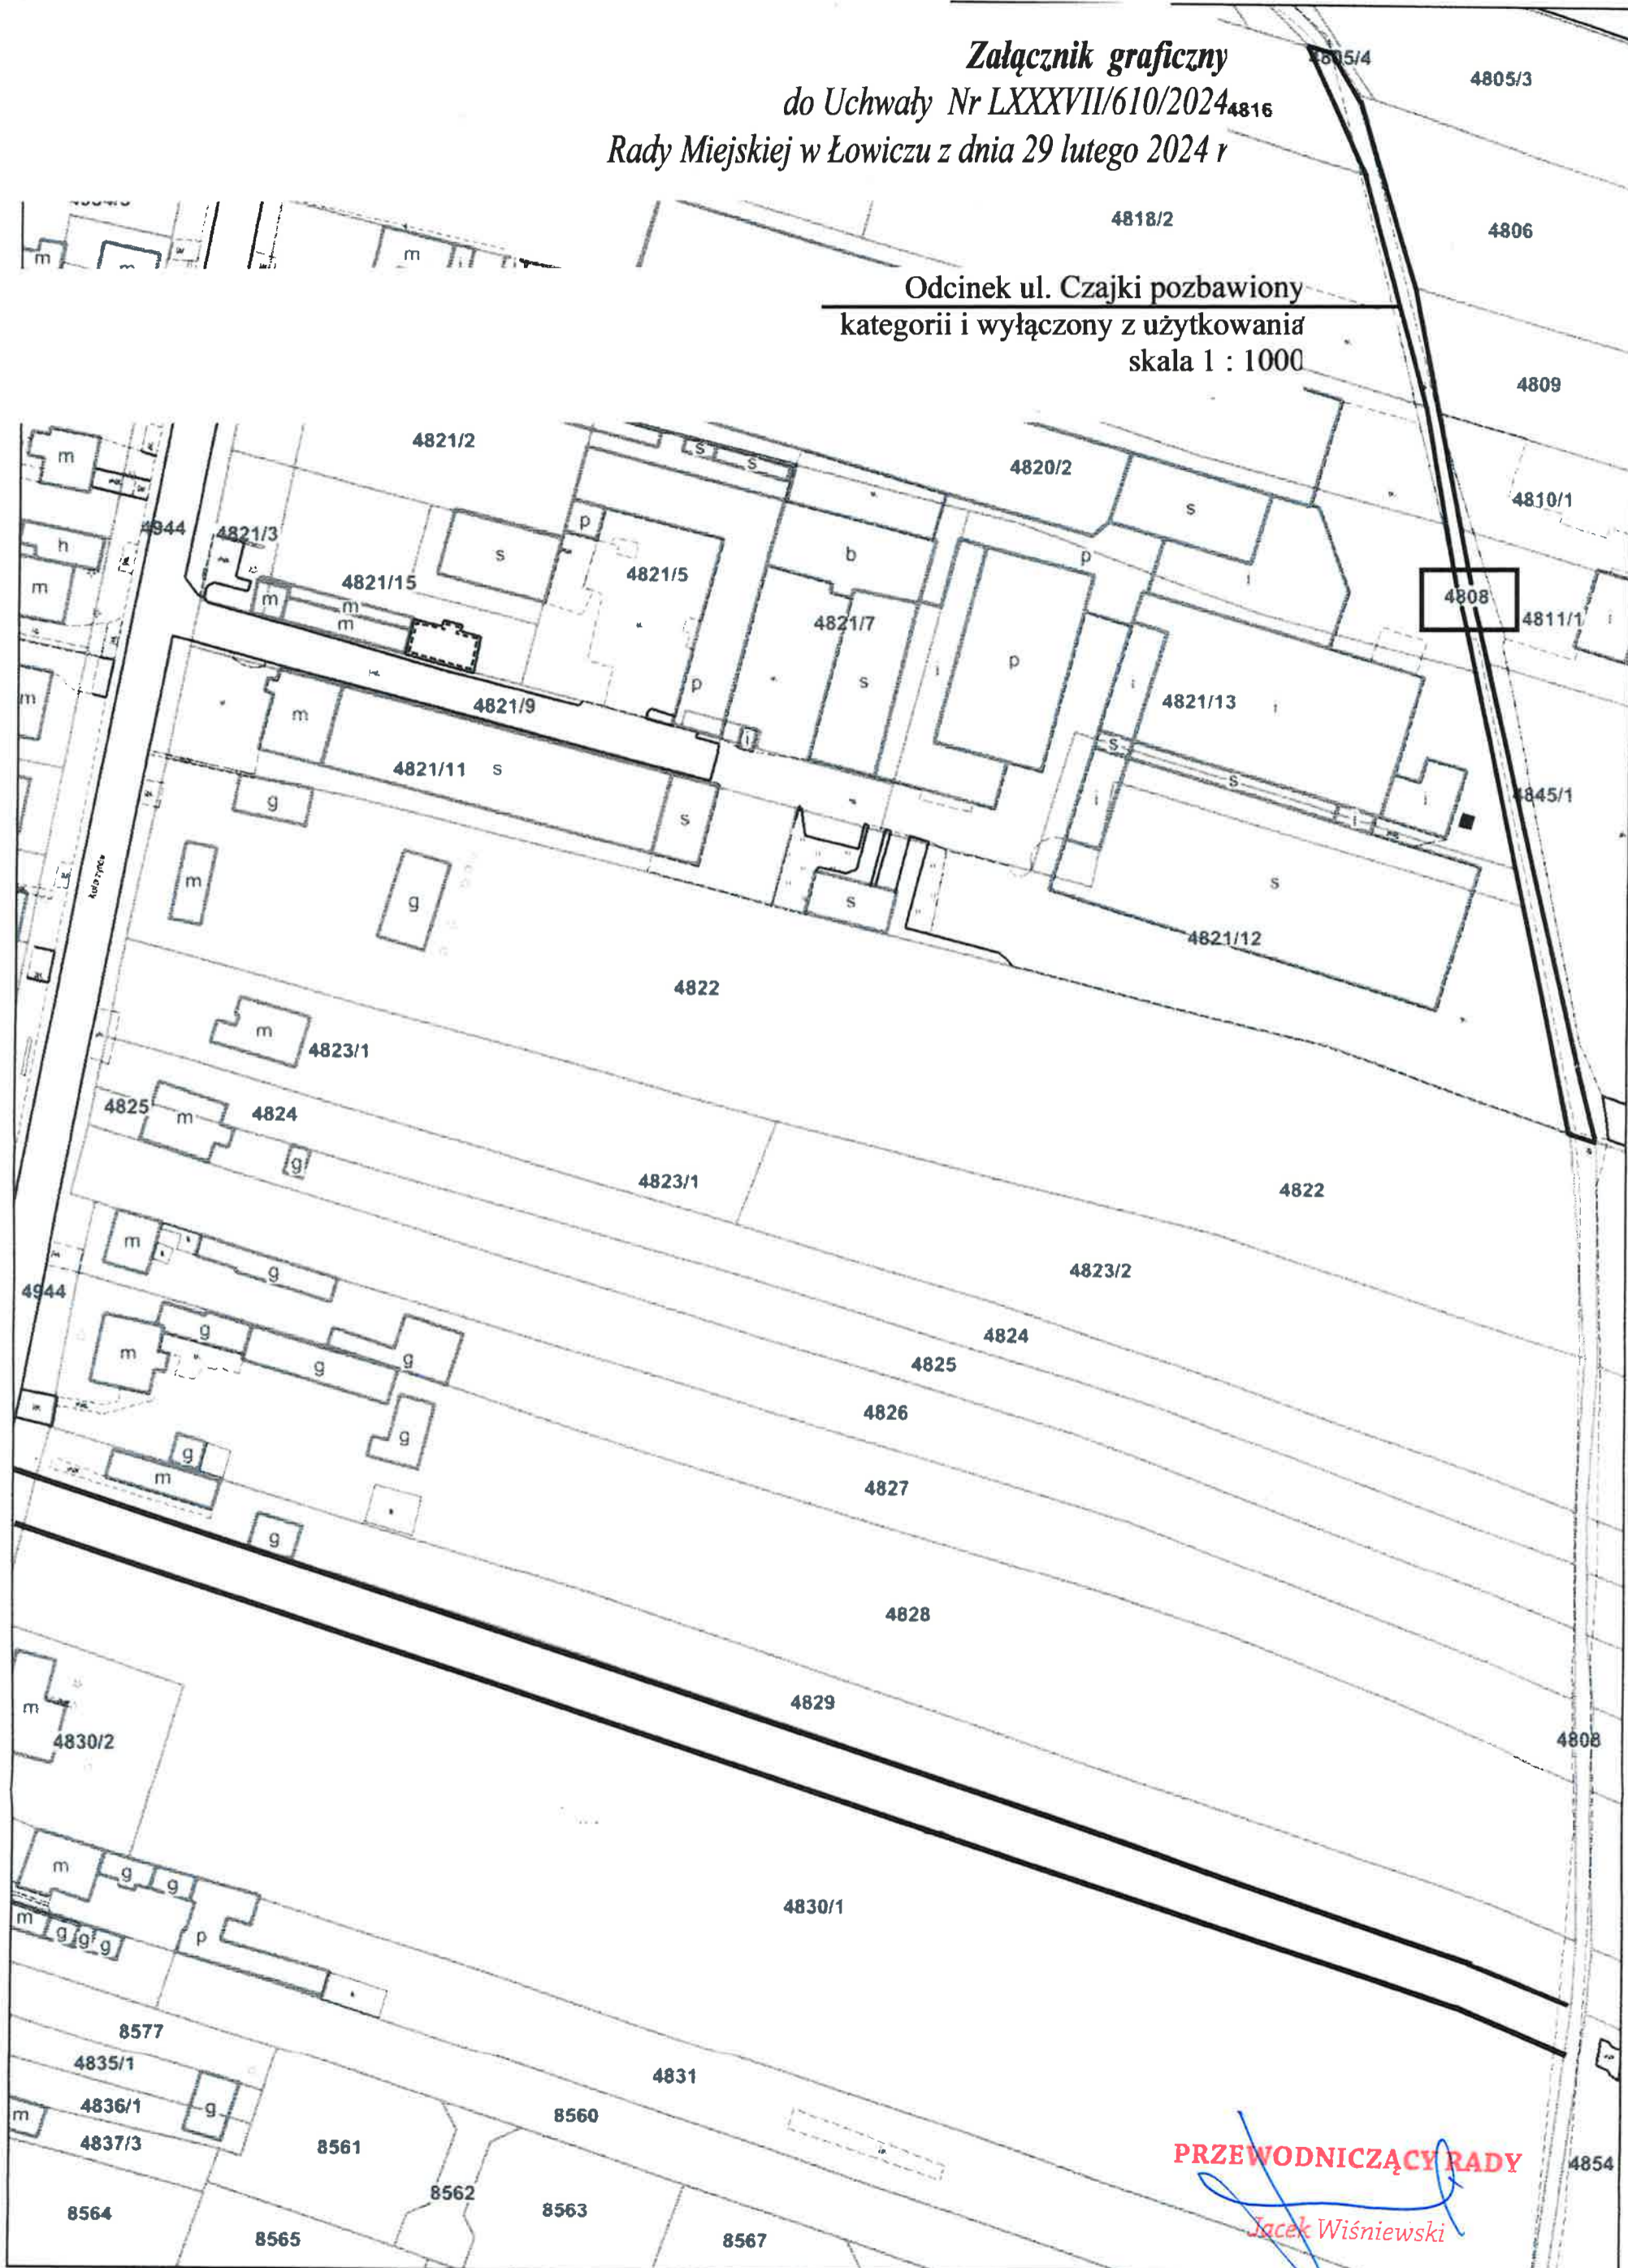 Załącznik graficzny
do Uchwały Nr LXXXVII/610/2024
Rady Miejskiej w Łowiczu z dnia 29 lutego 2024 r
4805/4
4805/3
4816
4818/2
4806
m
m
m
Odcinek ul. Czajki pozbawiony
kategorii i wyłączony z użytkowania
skala 1 : 1000
4809
4821/2
4820/2
4810/1
m
s
s
s
4944
4821/3
p
s
b
p
i
h
m
4821/15
4821/5
4808
4811/1
i
m
m
m
4821/7
m
p
s
i
p
i
4821/13
i
4821/9
m
i
s
4821/11
s
s
i
i
i
4845/1
g
s
m
g
s
s
4821/12
4822
m
4823/1
4825
m
4824
g
4823/1
4822
m
g
4823/2
4944
g
m
g
g
4824
4825
4826
g
g
m
4827
g
4828
4829
m
4830/2
4808
m
g
g
4830/1
m
g
g
g
p
8577
4835/1
4831
4836/1
g
m
8560
4837/3
8561
PRZEWODNICZĄCY RADY
4854
8562
8564
8563
Jacek Wiśniewski
8565
8567